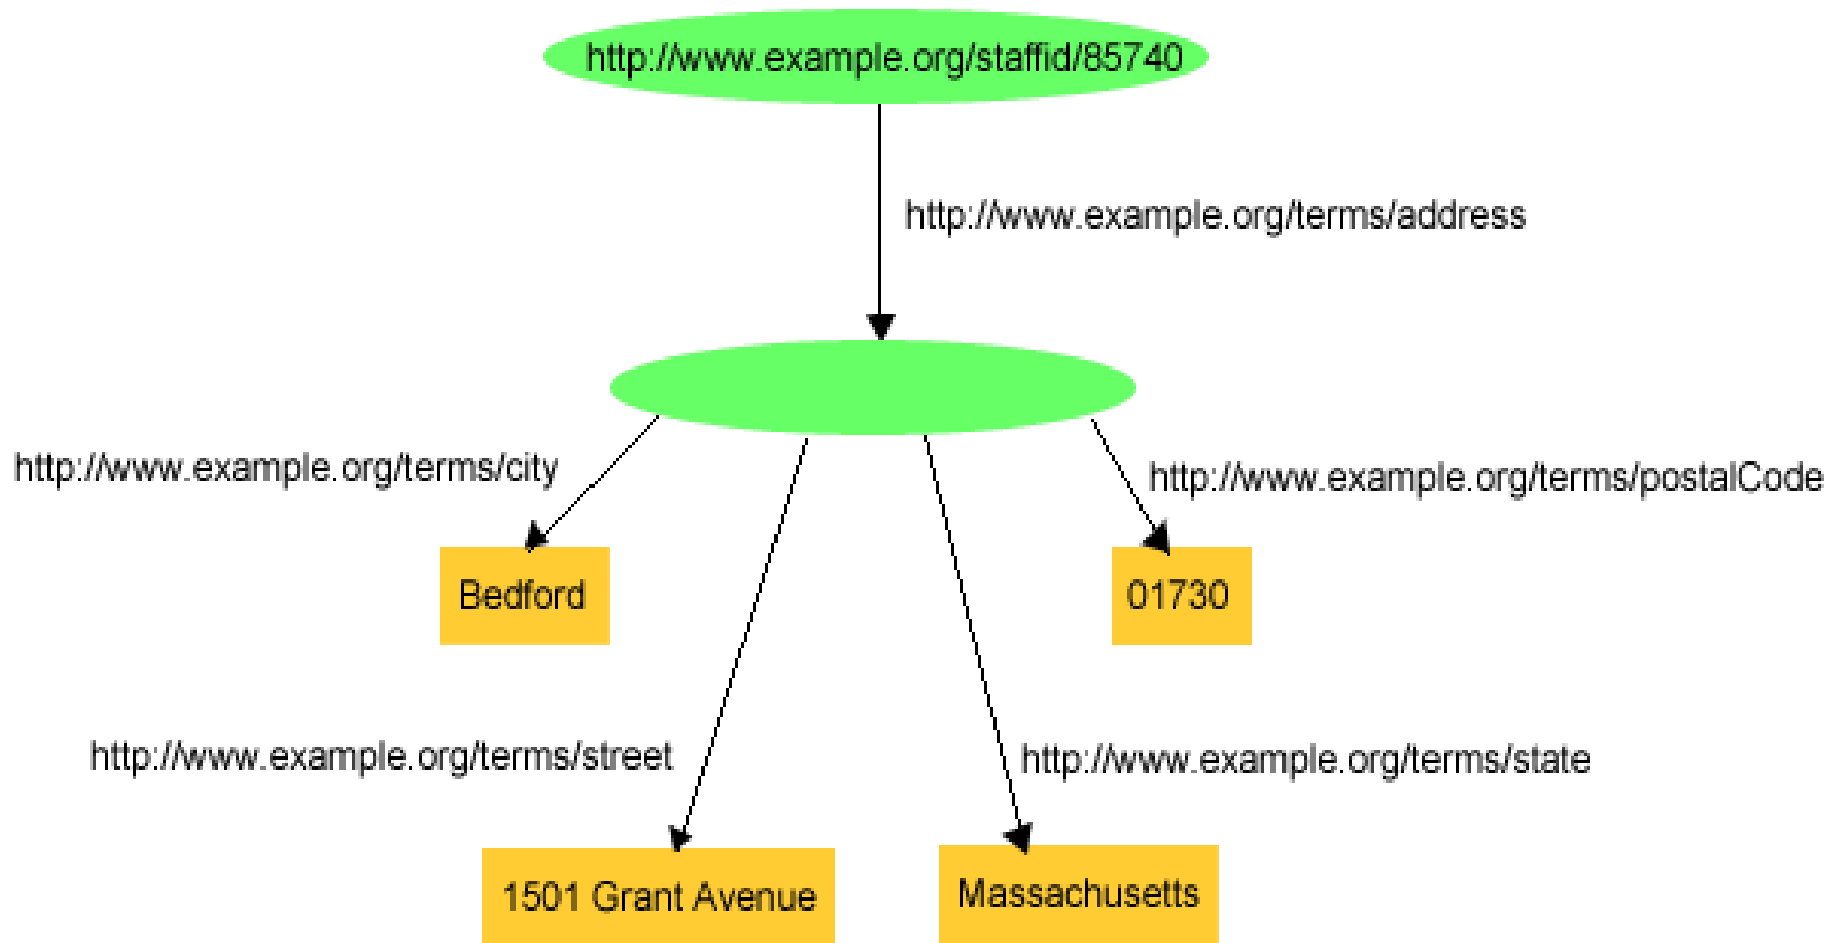 http://www.example.org/staffid/85740
http://www.example.org/terms/address
http://www.example.org/terms/city
http://www.example.org/terms/postalCode
Bedford
01730
http://www.example.org/terms/street
http://www.example.org/terms/state
1501 Grant Avenue
Massachusetts